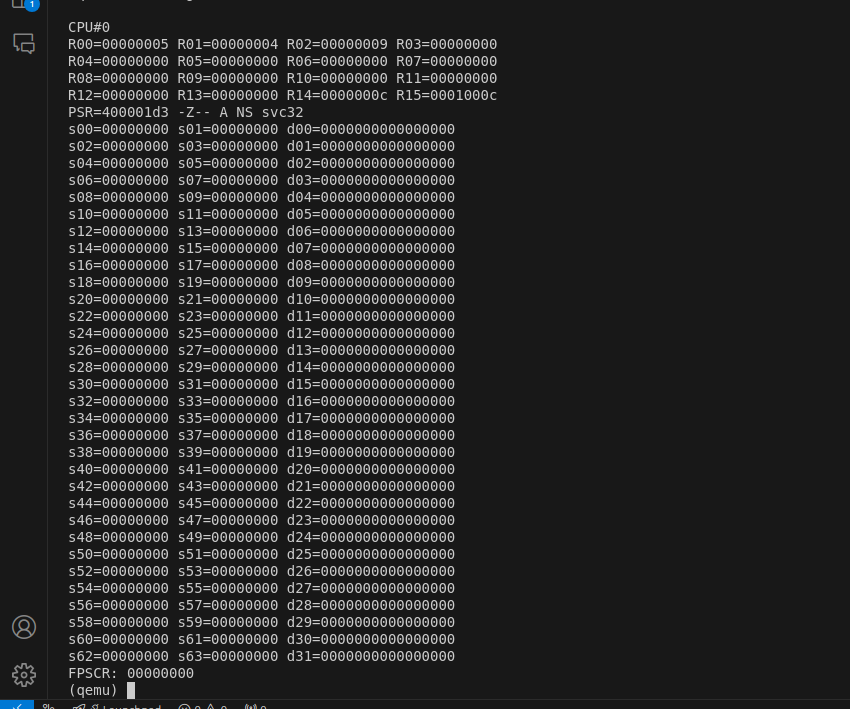 1
CPU#0
R00=00000005 R01=00000004 R02=00000009 R03=00000000
R04=00000000 R05=00000000 R06=00000000 R07=00000000
R08=00000000 R09=00000000 R10=00000000 R11=00000000
R12=00000000 R13=00000000 R14=0000000c R15=0001000c
PSR=400001d3 -Z-- A NS svc32
s00=00000000 s01=00000000 d00=0000000000000000
s02=00000000 s03=00000000 d01=0000000000000000
s04=00000000 s05=00000000 d02=0000000000000000
s06=00000000 s07=00000000 d03=0000000000000000
s08=00000000 s09=00000000 d04=0000000000000000
s10=00000000 s11=00000000 d05=0000000000000000
s12=00000000 s13=00000000 d06=0000000000000000
s14=00000000 s15=00000000 d07=0000000000000000
s16=00000000 s17=00000000 d08=0000000000000000
s18=00000000 s19=00000000 d09=0000000000000000
s20=00000000 s21=00000000 d10=0000000000000000
s22=00000000 s23=00000000 d11=0000000000000000
s24=00000000 s25=00000000 d12=0000000000000000
s26=00000000 s27=00000000 d13=0000000000000000
s28=00000000 s29=00000000 d14=0000000000000000
s30=00000000 s31=00000000 d15=0000000000000000
s32=00000000 s33=00000000 d16=0000000000000000
s34=00000000 s35=00000000 d17=0000000000000000
s36=00000000 s37=00000000 d18=0000000000000000
s38=00000000 s39=00000000 d19=0000000000000000
s40=00000000 s41=00000000 d20=0000000000000000
s42=00000000 s43=00000000 d21=0000000000000000
s44=00000000 s45=00000000 d22=0000000000000000
s46=00000000 s47=00000000 d23=0000000000000000
s48=00000000 s49=00000000 d24=0000000000000000
s50=00000000 s51=00000000 d25=0000000000000000
s52=00000000 s53=00000000 d26=0000000000000000
s54=00000000 s55=00000000 d27=0000000000000000
s56=00000000 s57=00000000 d28=0000000000000000
s58=00000000 s59=00000000 d29=0000000000000000
s60=00000000 s61=00000000 d30=0000000000000000
s62=00000000 s63=00000000 d31=0000000000000000
FPSCR: 00000000
(qemu)